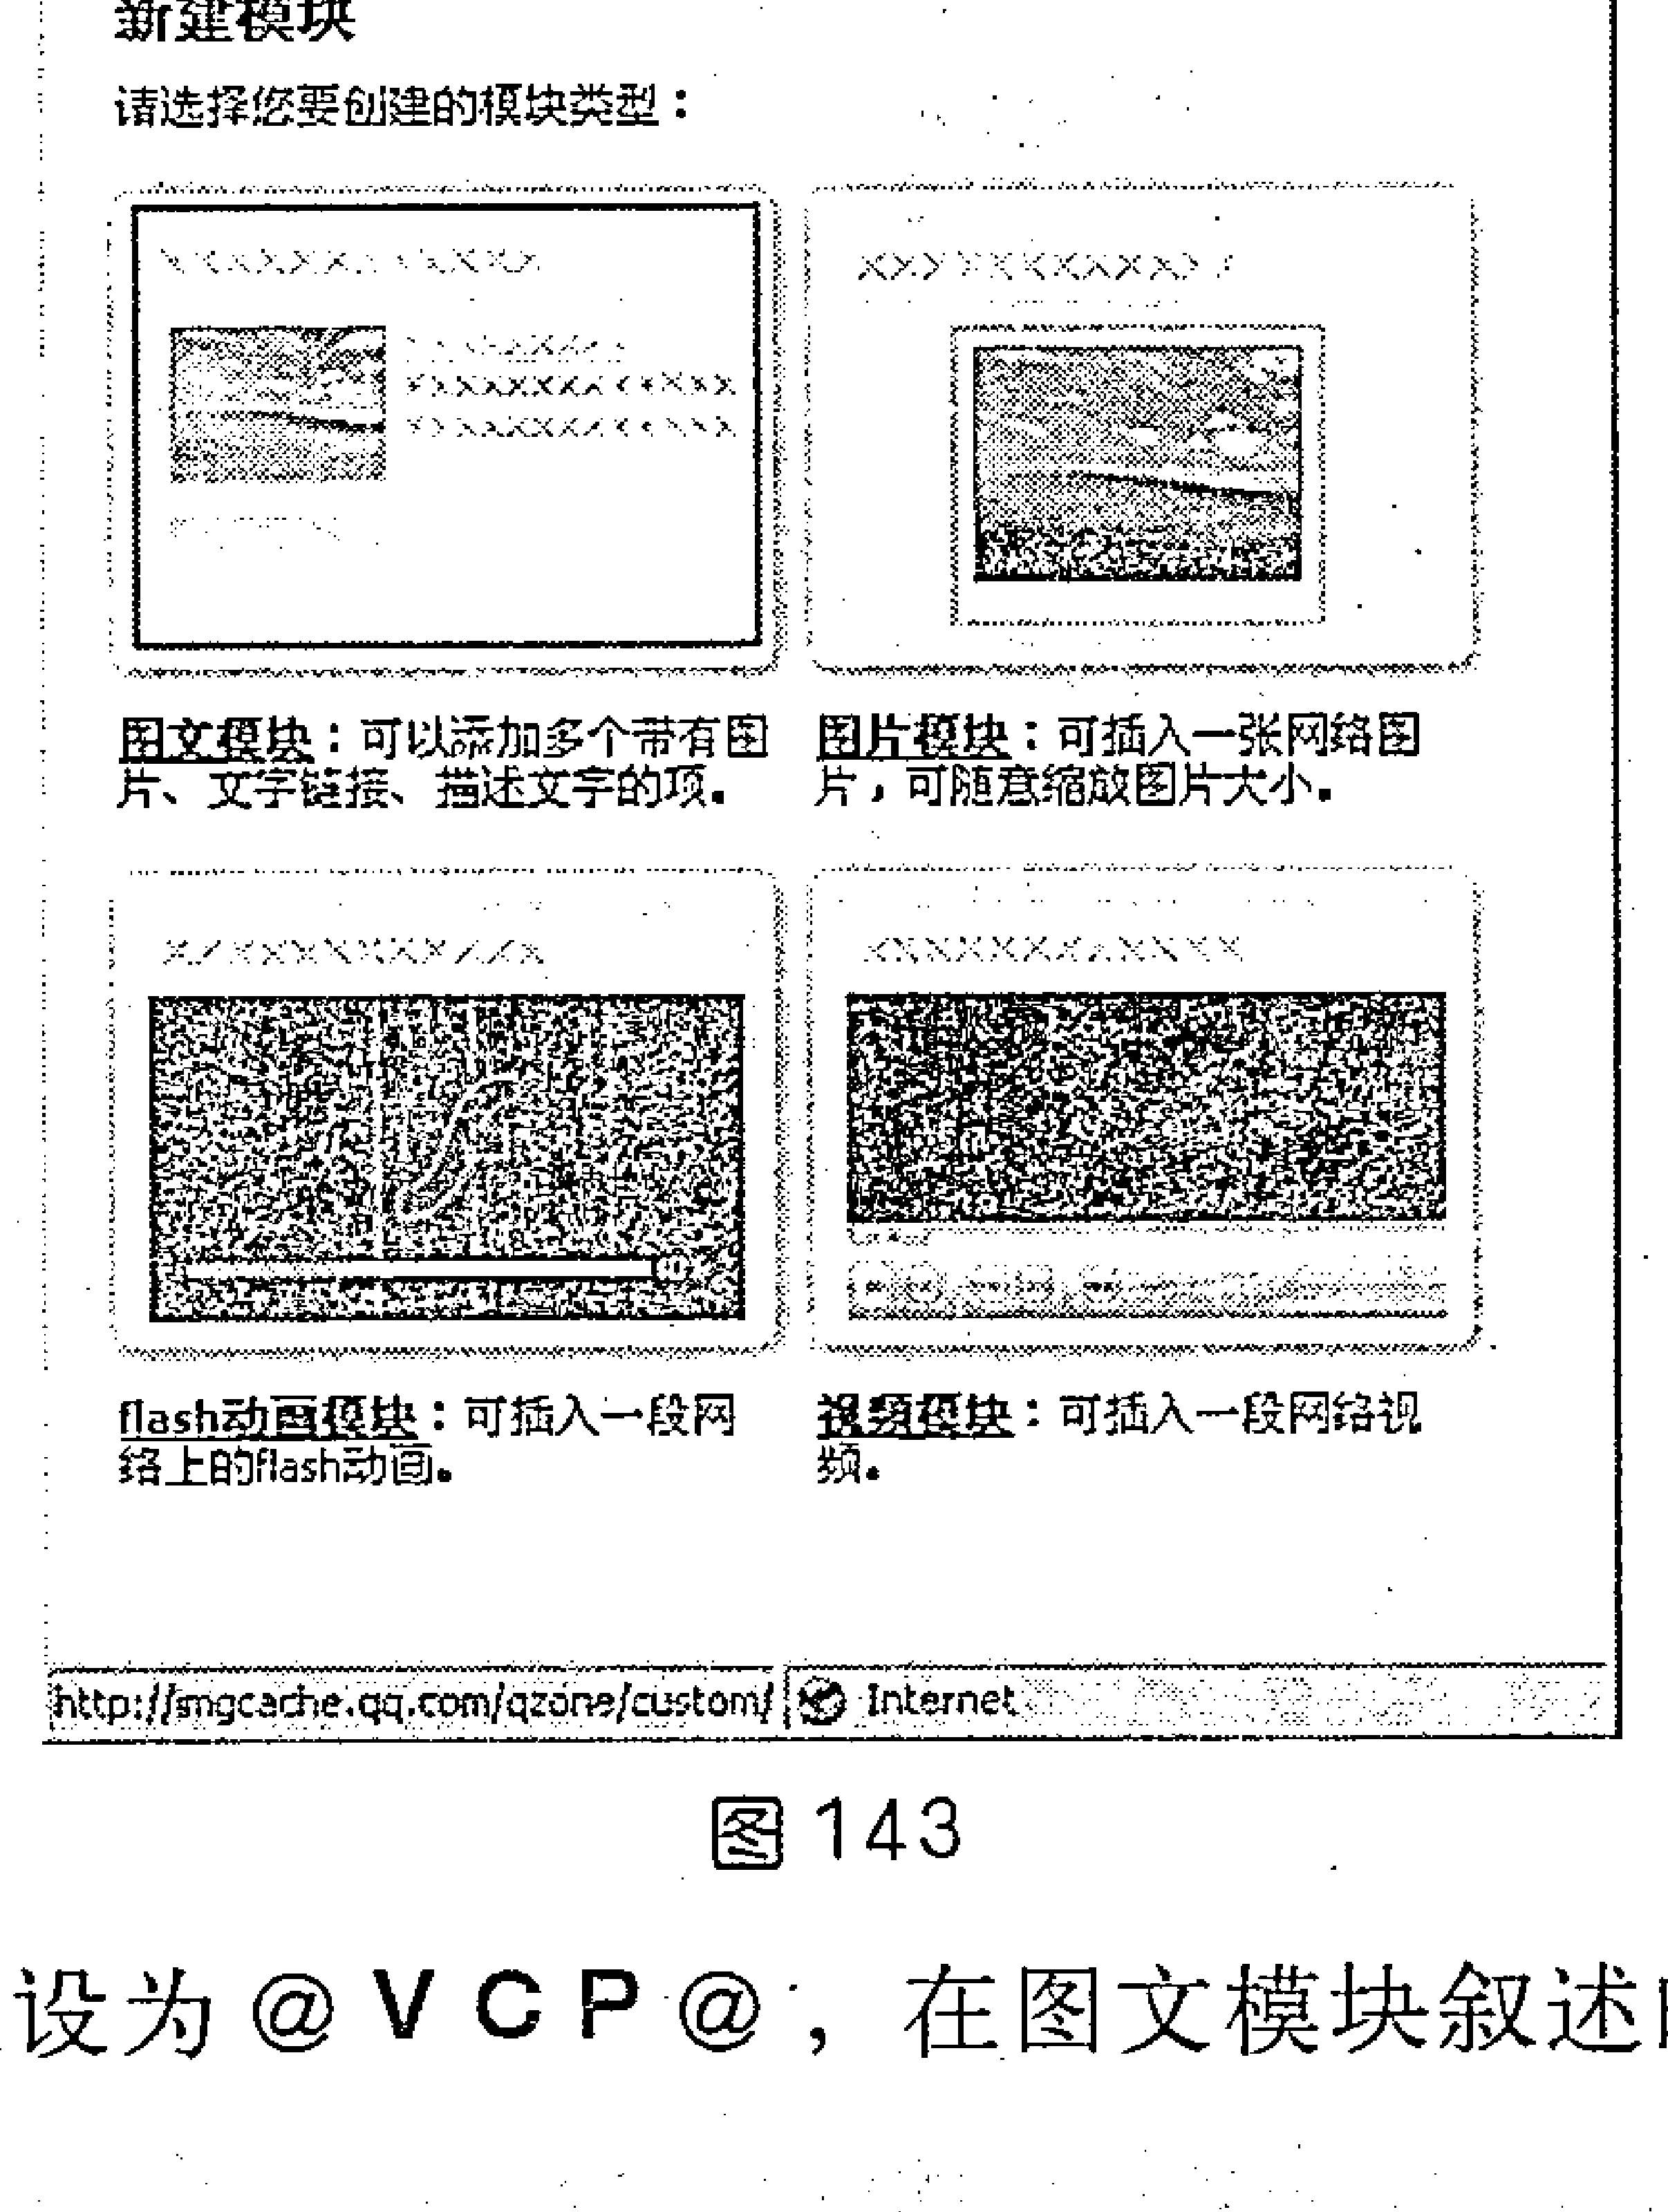 新建模块
请选择您要创建的模块类型：
图文模块：可以添加多个带有图
片、文字链接、描述文字的项。
图片模块：可插入一张网络图
片，可随意缩放图片大小。
flash动画模块：可插入一段网
络上的flash动画。
视频模块：可插入一段网络视
频。
http://smgcache.qq.com/qzone/custom/
Internet
图 143
设为@VCP@，在图文模块叙述